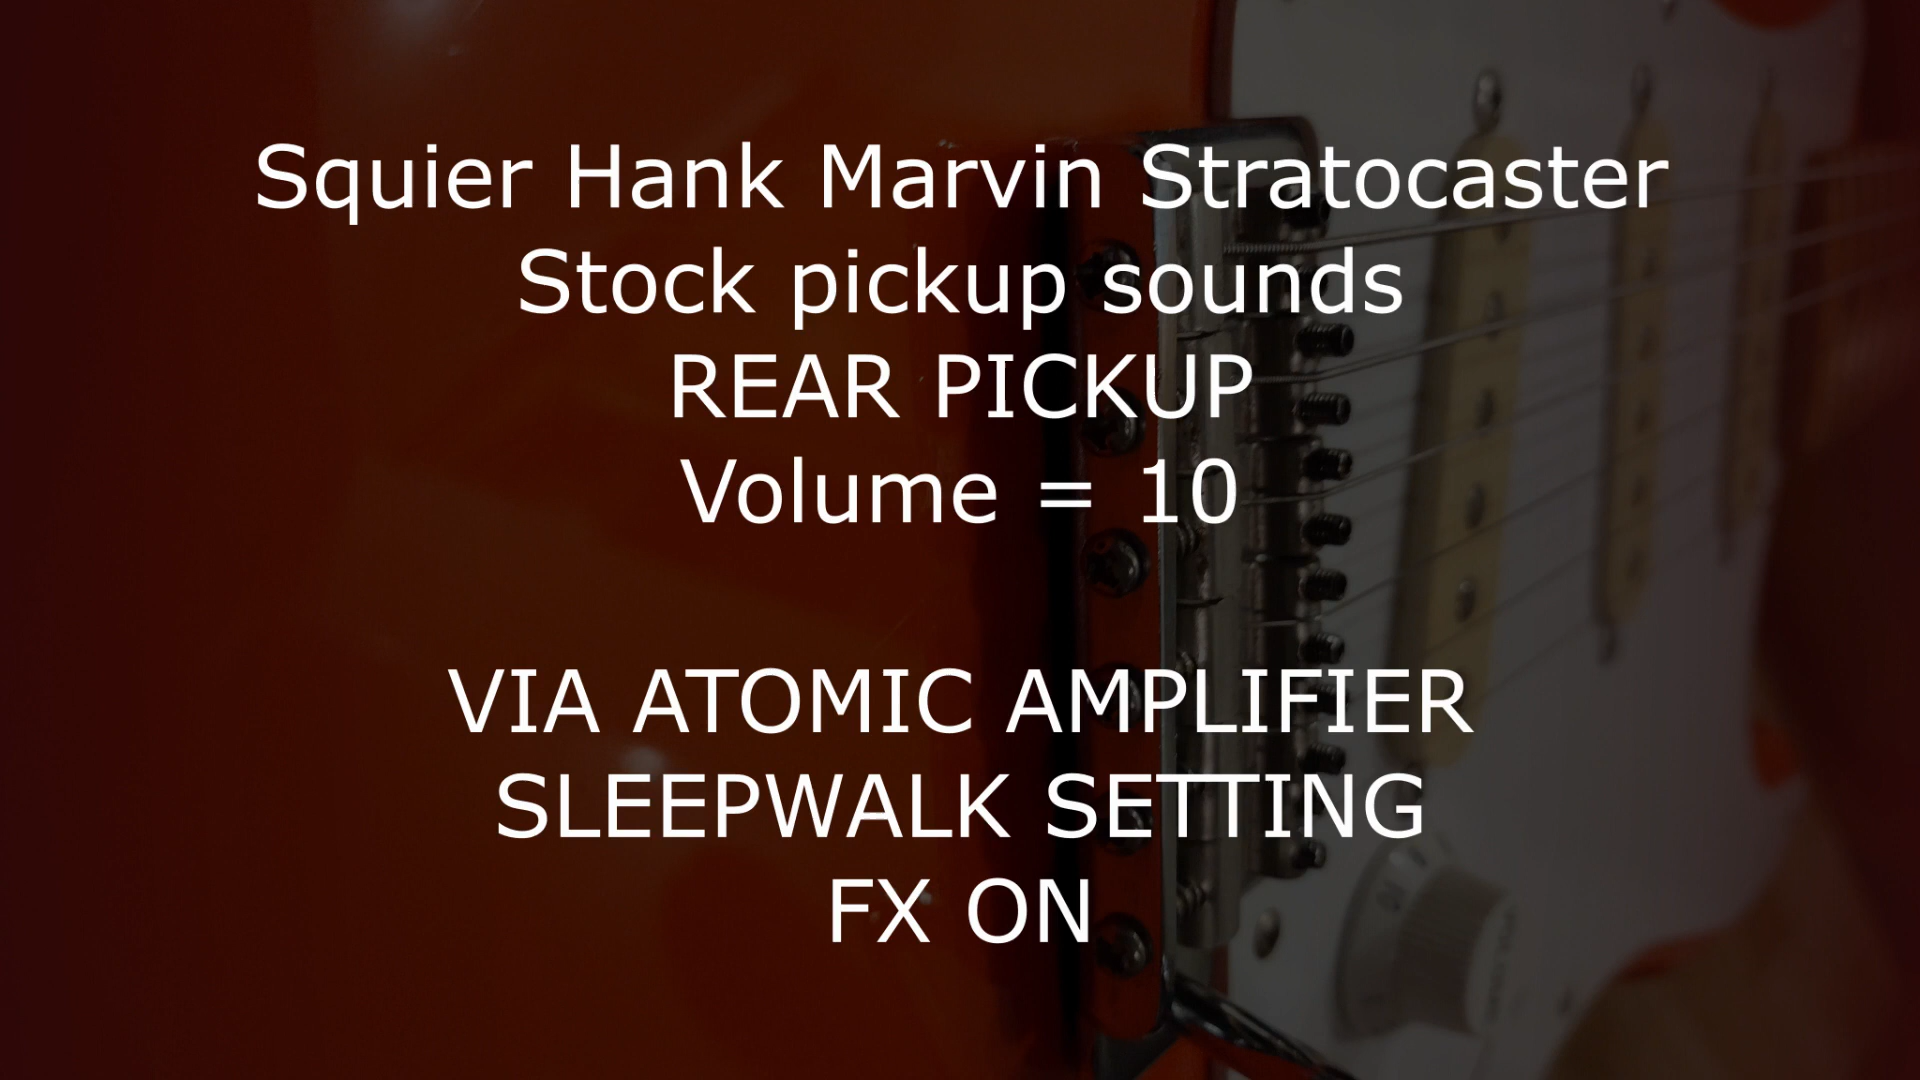 Squier Hank Marvin Stratocaster
Stock pickup sounds
REAR PICKUP
Volume = 10
VIA ATOMIC AMPLIFIER
SLEEPWALK SETTING
FX ON